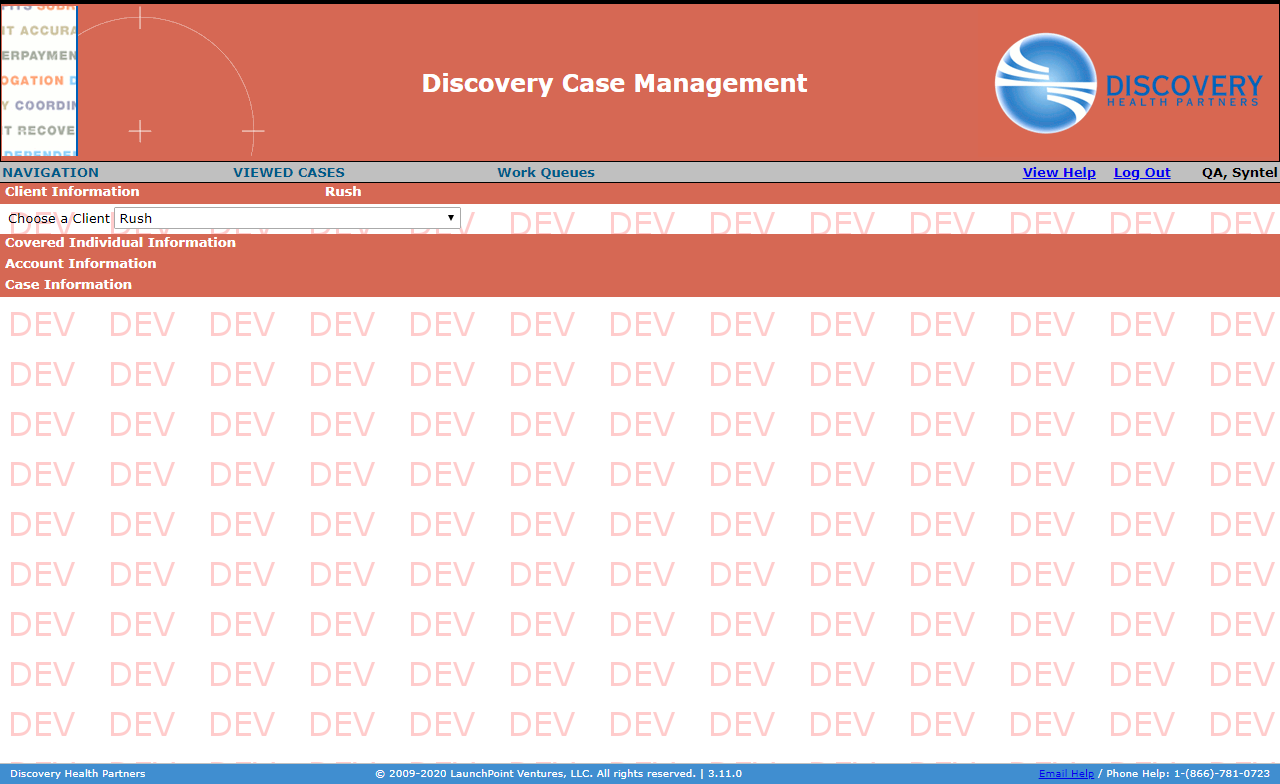 IT ACCURA
ERPAYMEN
OGATION D
Y COORDIN
T RECOVE
Discovery Case Management
DISCOVERY
HEALTH PARTNERS
NAVIGATION VIEWED CASES Work Queues View Help Log Out QA, Syntel
Client Information Rush
Choose a Client Rush
DEV DEV DEV DEV DEV DEV DEV DEV
Covered Individual Information
Account Information
Case Information
DEV DEV DEV DEV DEV DEV DEV DEV DEV DEV DEV DEV DEV
DEV DEV DEV DEV DEV DEV DEV DEV DEV DEV DEV DEV DEV
DEV DEV DEV DEV DEV DEV DEV DEV DEV DEV DEV DEV DEV
DEV DEV DEV DEV DEV DEV DEV DEV DEV DEV DEV DEV DEV
DEV DEV DEV DEV DEV DEV DEV DEV DEV DEV DEV DEV DEV
DEV DEV DEV DEV DEV DEV DEV DEV DEV DEV DEV DEV DEV
DEV DEV DEV DEV DEV DEV DEV DEV DEV DEV DEV DEV DEV
DEV DEV DEV DEV DEV DEV DEV DEV DEV DEV DEV DEV DEV
DEV DEV DEV DEV DEV DEV DEV DEV DEV DEV DEV DEV DEV
Discovery Health Partners © 2009-2020 LaunchPoint Ventures, LLC. All rights reserved. | 3.11.0 Email Help / Phone Help: 1-(866)-781-0723